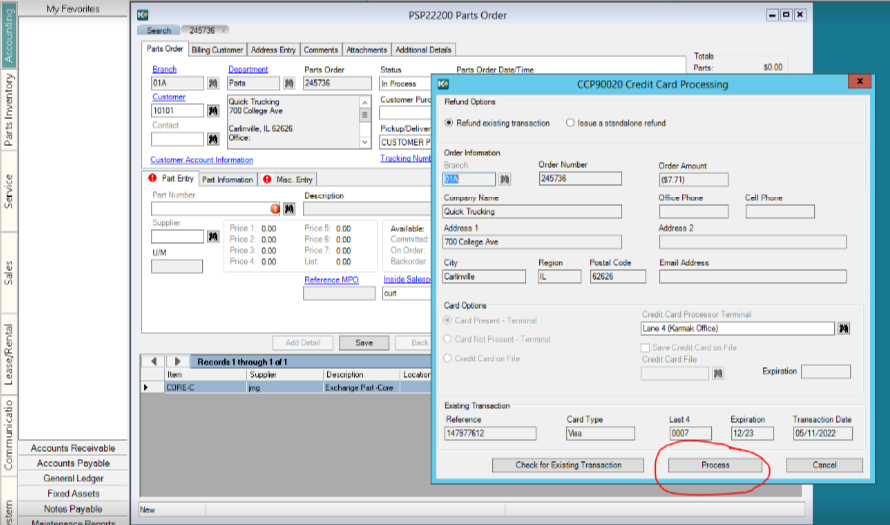 My Favorites
Accounting
Parts Inventory
Service
Sales
Lease/Rental
Communicatio
stem
Accounts Receivable
Accounts Payable
General Ledger
Fixed Assets
Notes Payable
Maintenance Reports
PSP22200 Parts Order
Search 245736
Parts Order Billing Customer Address Entry Comments Attachments Additional Details
Branch Department Parts Order Status Parts Order Date/Time
01A Parts 245736 In Process
Customer Customer Purc
10101 Quick Trucking
700 College Ave
Contact Carlinville, IL 62626
Office:
Pickup/Deliver
CUSTOMER P
Customer Account Information Tracking Numb
Totals
Parts: $0.00
Part Entry Part Information Misc. Entry
Part Number Description
Supplier
U/M
Price 1: 0.00 Price 5: 0.00 Available:
Price 2: 0.00 Price 6: 0.00 Committed:
Price 3: 0.00 Price 7: 0.00 On Order:
Price 4: 0.00 List: 0.00 Backorder:
Reference MPO Inside Salesp
curt
Add Detail Save Back
Records 1 through 1 of 1
Item Supplier Description Location
CORE-C jmg Exchange Part -Core
New
CCP90020 Credit Card Processing
X
Refund Options
Refund existing transaction Issue a standalone refund
Order Information
Branch Order Number Order Amount
01A 245736 ($7.71)
Company Name Office Phone Cell Phone
Quick Trucking
Address 1 Address 2
700 College Ave
City Region Postal Code Email Address
Carlinville IL 62626
Card Options
Card Present - Terminal
Card Not Present - Terminal
Credit Card on File
Credit Card Processor Terminal
Lane 4 (Karmak Office)
Save Credit Card on File
Credit Card File
Expiration
Existing Transaction
Reference Card Type Last 4 Expiration Transaction Date
147977612 Visa 0007 12/23 05/11/2022
Check for Existing Transaction Process Cancel